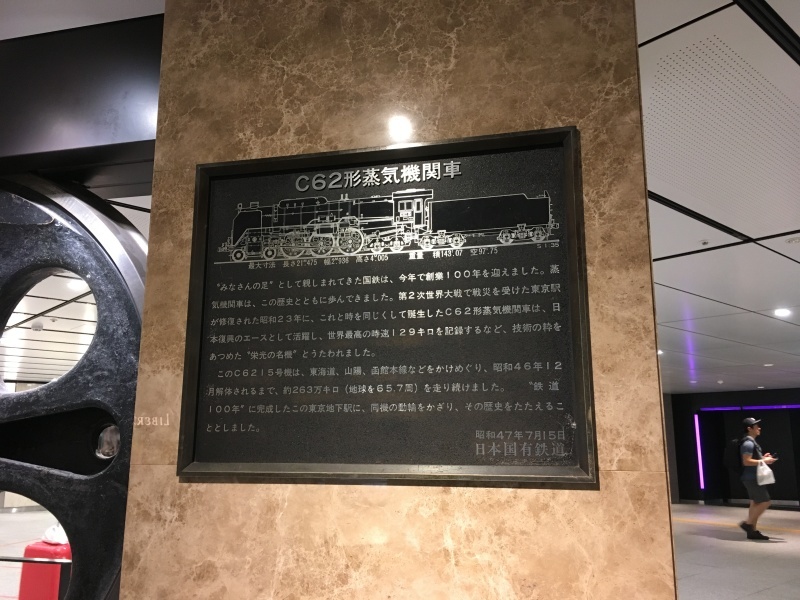 C62形蒸気機関車
最大寸法 長さ21.475 幅2.936 高さ4.005 重量 積143.07 空97.75
S 1:35
“みなさんの足”として親しまれてきた国鉄は、今年で創業100年を迎えました。蒸
気機関車は、この歴史とともに歩んできました。第2次世界大戦で戦災を受けた東京駅
が修復された昭和23年に、これと時を同じくして誕生したC62形蒸気機関車は、日
本復興のエースとして活躍し、世界最高の時速129キロを記録するなど、技術の粋を
あつめた“栄光の名機”とうたわれました。
このC6215号機は、東海道、山陽、函館本線などをかけめぐり、昭和46年12
月解体されるまで、約263万キロ（地球を65.7周）を走り続けました。 “鉄道
100年”に完成したこの東京地下駅に、同機の動輪をかざり、その歴史をたたえるこ
ととしました。
昭和47年7月15日
日本国有鉄道